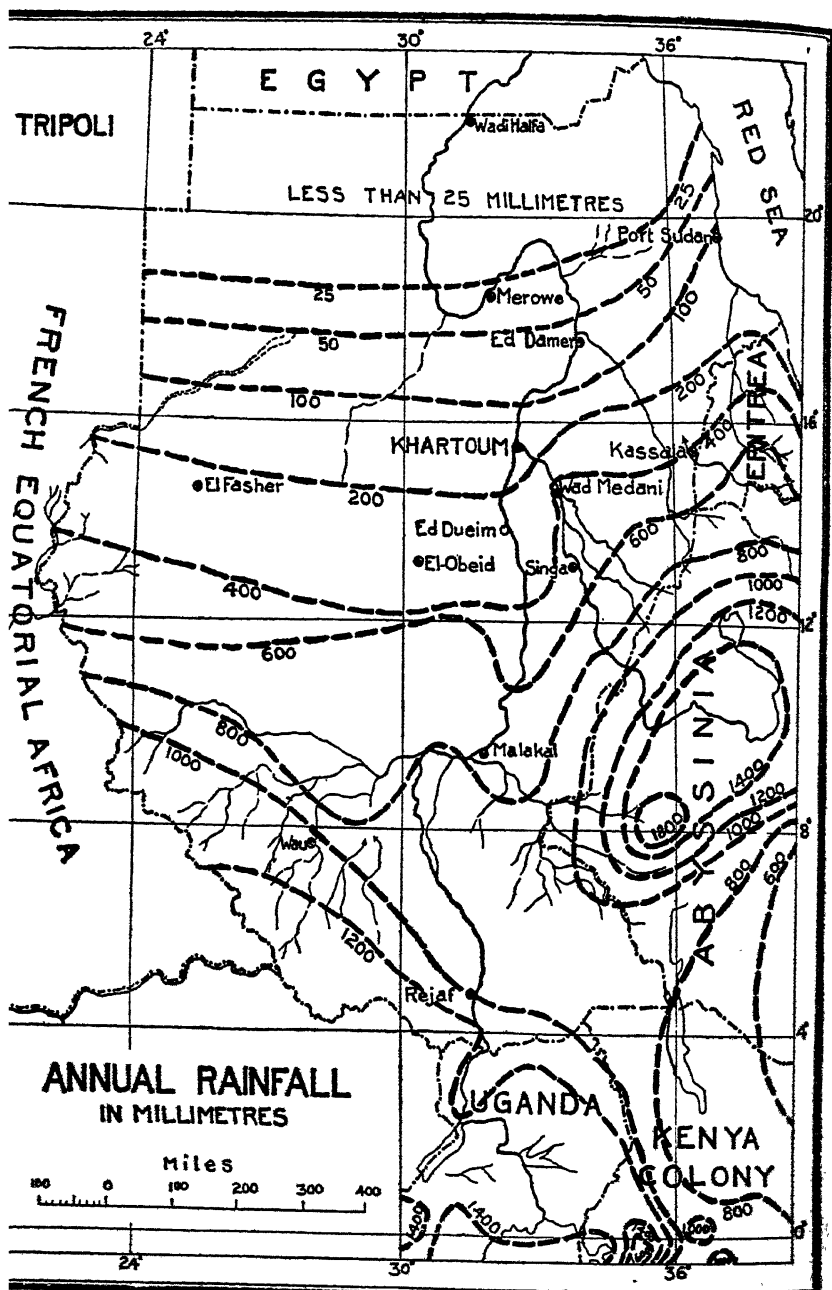 24° 30° 36°
EGYPT
TRIPOLI
Wadi Halfa
RED SEA
LESS THAN 25 MILLIMETRES
25
20°
Port Sudan
25
50
Merowe
100
50
Ed Damer
FRENCH EQUATORIAL AFRICA
100
200
16°
ERITREA
KHARTOUM
Kassala
400
El Fasher
200
Wad Medani
Ed Dueim
600
El-Obeid
Singa
800
1000
400
1200
12°
600
ABYSSINIA
800
1000
Malakal
1400
1200
1800
1000
8°
Wau
800
600
1200
Rejaf
4°
ANNUAL RAINFALL
IN MILLIMETRES
UGANDA
KENYA
COLONY
Miles
100 0 100 200 300 400
800
1400
1400
1000
0°
24° 30° 36°